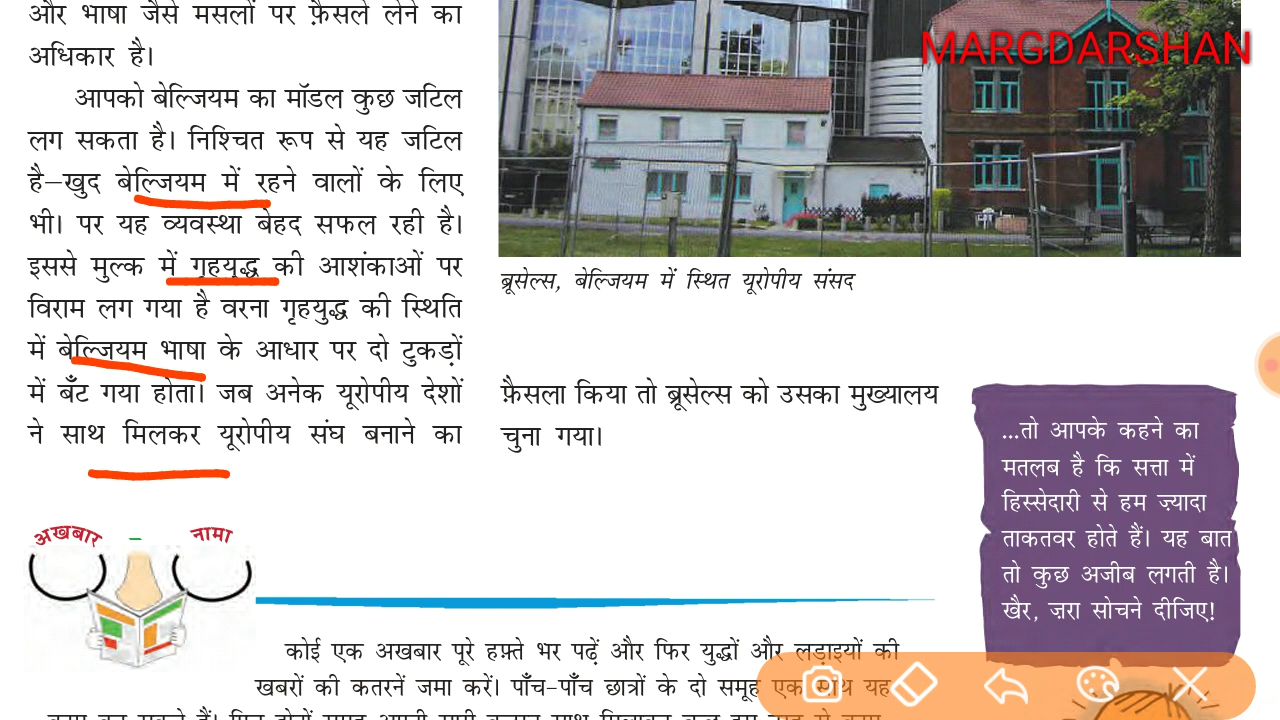 और भाषा जैसे मसलों पर फ़ैसले लेने का
अधिकार है।
आपको बेल्जियम का मॉडल कुछ जटिल
लग सकता है। निश्चित रूप से यह जटिल
है—खुद बेल्जियम में रहने वालों के लिए
भी। पर यह व्यवस्था बेहद सफल रही है।
इससे मुल्क में गृहयुद्ध की आशंकाओं पर
विराम लग गया है वरना गृहयुद्ध की स्थिति
में बेल्जियम भाषा के आधार पर दो टुकड़ों
में बँट गया होता। जब अनेक यूरोपीय देशों
ने साथ मिलकर यूरोपीय संघ बनाने का
MARGDARSHAN
ब्रूसेल्स, बेल्जियम में स्थित यूरोपीय संसद
फ़ैसला किया तो ब्रूसेल्स को उसका मुख्यालय
चुना गया।
...तो आपके कहने का
मतलब है कि सत्ता में
हिस्सेदारी से हम ज़्यादा
ताकतवर होते हैं। यह बात
तो कुछ अजीब लगती है।
खैर, ज़रा सोचने दीजिए!
अखबार नामा
कोई एक अखबार पूरे हफ़्ते भर पढ़ें और फिर युद्धों और लड़ाइयों की
खबरों की कतरनें जमा करें। पाँच-पाँच छात्रों के दो समूह एक साथ यह